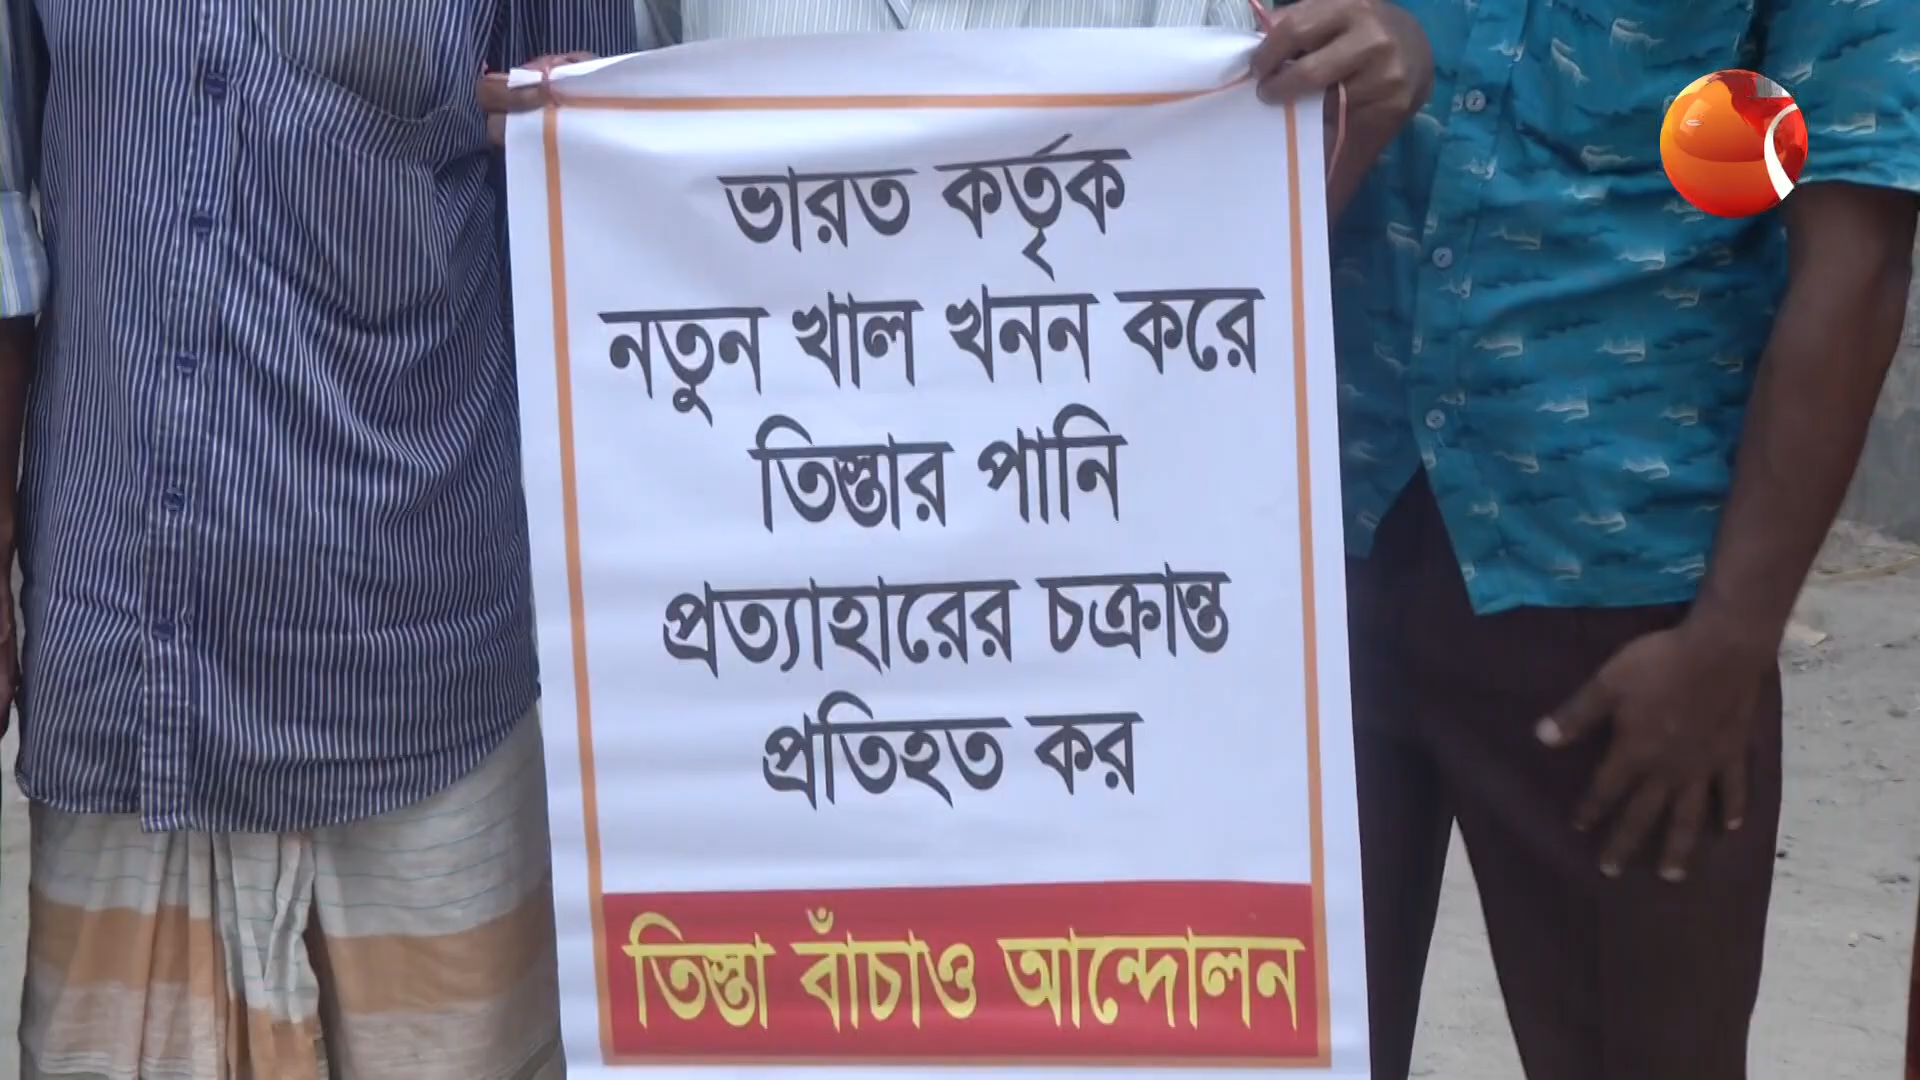 ভারত কর্তৃক
নতুন খাল খনন করে
তিস্তার পানি
প্রত্যাহারের চক্রান্ত
প্রতিহত কর
তিস্তা বাঁচাও আন্দোলন